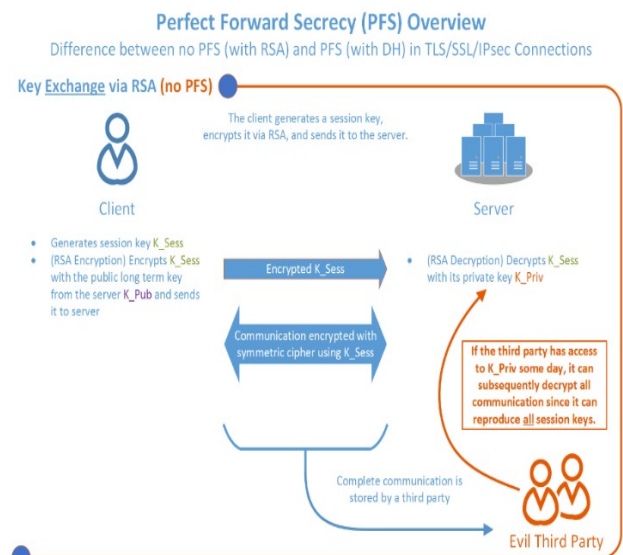 Perfect Forward Secrecy (PFS) Overview
Difference between no PFS (with RSA) and PFS (with DH) in TLS/SSL/IPsec Connections
Key Exchange via RSA (no PFS)
The client generates a session key,
encrypts it via RSA, and sends it to the server.
Client
Server
• Generates session key K_Sess
• (RSA Encryption) Encrypts K_Sess
with the public long term key
from the server K_Pub and sends
it to server
Encrypted K_Sess
• (RSA Decryption) Decrypts K_Sess
with its private key K_Priv
Communication encrypted with
symmetric cipher using K_Sess
If the third party has access
to K_Priv some day, it can
subsequently decrypt all
communication since it can
reproduce all session keys.
Complete communication is
stored by a third party
Evil Third Party